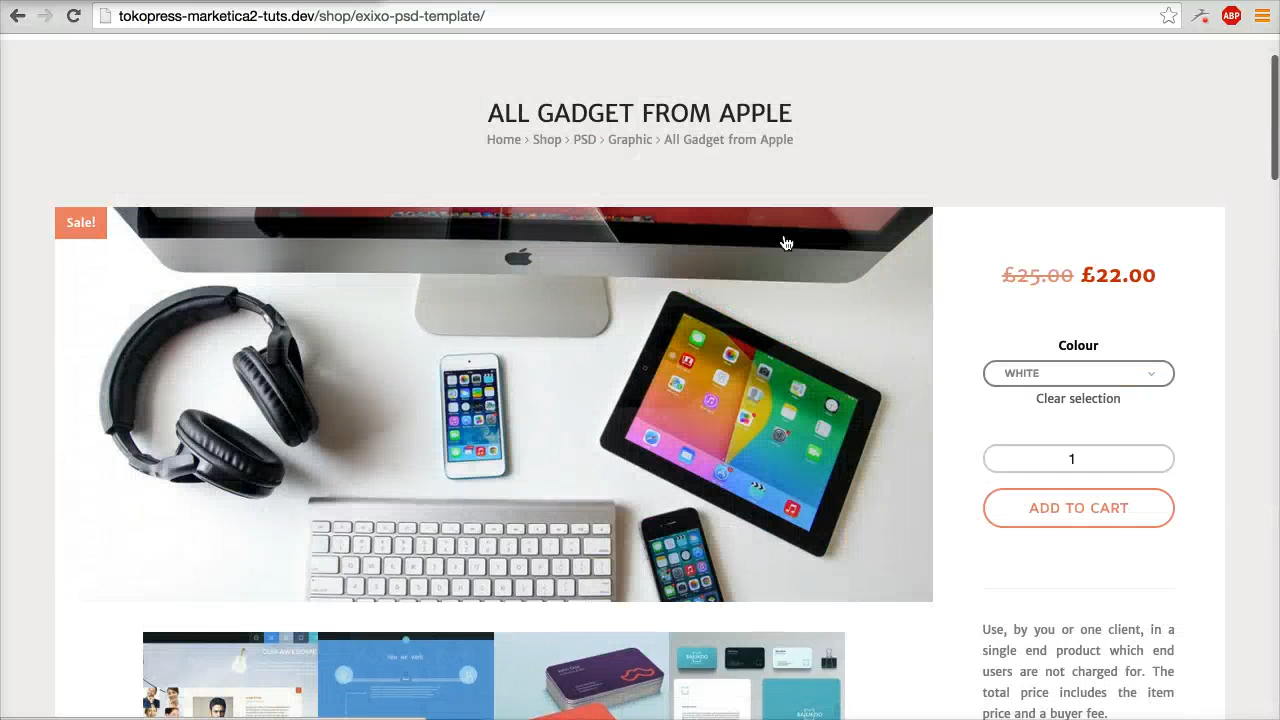 tokopress-marketica2-tuts.dev/shop/exixo-psd-template/
ABP
ALL GADGET FROM APPLE
Home › Shop › PSD › Graphic › All Gadget from Apple
Sale!
£25.00 £22.00
Colour
WHITE
Clear selection
1
ADD TO CART
Use, by you or one client, in a
single end product which end
users are not charged for. The
total price includes the item
price and a buyer fee.